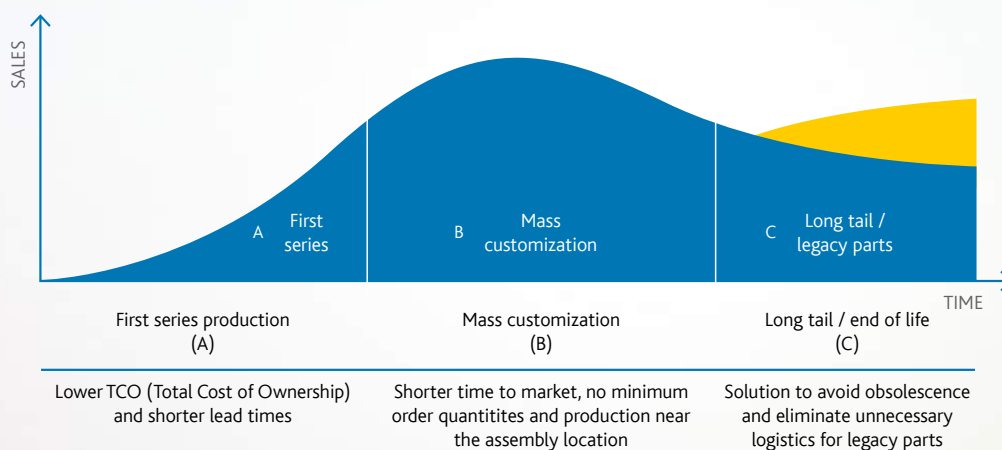 SALES
A
First
series
B
Mass
customization
C
Long tail /
legacy parts
TIME
First series production
(A)
Mass customization
(B)
Long tail / end of life
(C)
Lower TCO (Total Cost of Ownership)
and shorter lead times
Shorter time to market, no minimum
order quantitites and production near
the assembly location
Solution to avoid obsolescence
and eliminate unnecessary
logistics for legacy parts